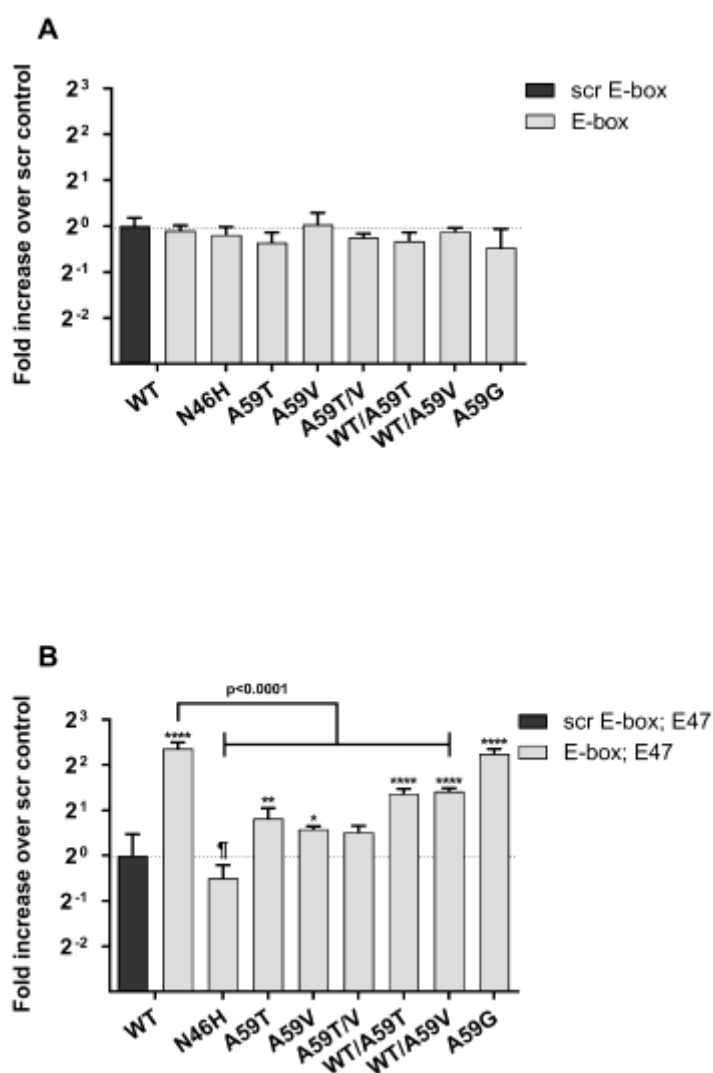 A
Fold increase over scr control
2³
2²
2¹
2⁰
2⁻¹
2⁻²
scr E-box
E-box
WT
N46H
A59T
A59V
A59T/V
WT/A59T
WT/A59V
A59G
B
Fold increase over scr control
p<0.0001
2³
2²
2¹
2⁰
2⁻¹
2⁻²
scr E-box; E47
E-box; E47
****
¶
**
*
****
****
****
WT
N46H
A59T
A59V
A59T/V
WT/A59T
WT/A59V
A59G